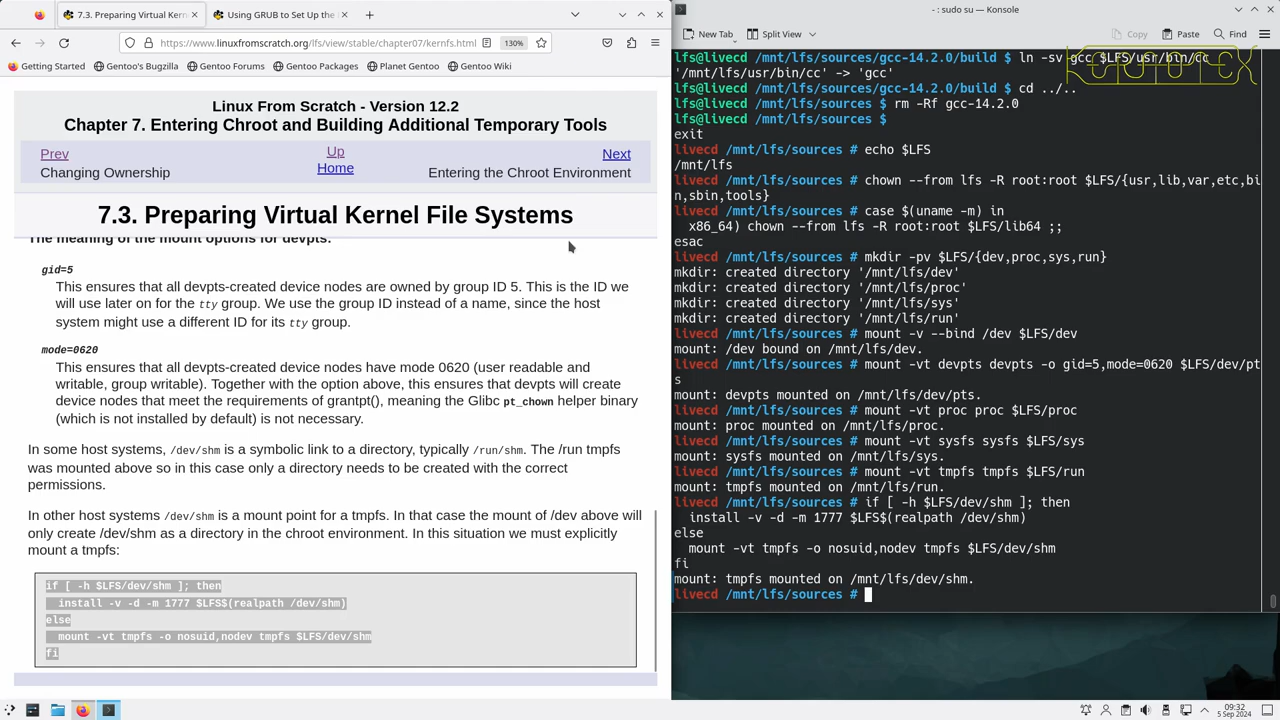 7.3. Preparing Virtual Kern
Using GRUB to Set Up the
https://www.linuxfromscratch.org/lfs/view/stable/chapter07/kernfs.html
130%
Getting Started
Gentoo's Bugzilla
Gentoo Forums
Gentoo Packages
Planet Gentoo
Gentoo Wiki
Linux From Scratch - Version 12.2
Chapter 7. Entering Chroot and Building Additional Temporary Tools
Prev
Up
Next
Changing Ownership
Home
Entering the Chroot Environment
7.3. Preparing Virtual Kernel File Systems
The meaning of the mount options for devpts:
gid=5
This ensures that all devpts-created device nodes are owned by group ID 5. This is the ID we
will use later on for the tty group. We use the group ID instead of a name, since the host
system might use a different ID for its tty group.
mode=0620
This ensures that all devpts-created device nodes have mode 0620 (user readable and
writable, group writable). Together with the option above, this ensures that devpts will create
device nodes that meet the requirements of grantpt(), meaning the Glibc pt_chown helper binary
(which is not installed by default) is not necessary.
In some host systems, /dev/shm is a symbolic link to a directory, typically /run/shm. The /run tmpfs
was mounted above so in this case only a directory needs to be created with the correct
permissions.
In other host systems /dev/shm is a mount point for a tmpfs. In that case the mount of /dev above will
only create /dev/shm as a directory in the chroot environment. In this situation we must explicitly
mount a tmpfs:
if [ -h $LFS/dev/shm ]; then
  install -v -d -m 1777 $LFS$(realpath /dev/shm)
else
  mount -vt tmpfs -o nosuid,nodev tmpfs $LFS/dev/shm
fi
- : sudo su — Konsole
New Tab
Split View
Copy
Paste
Find
lfs@livecd /mnt/lfs/sources/gcc-14.2.0/build $ ln -sv gcc $LFS/usr/bin/cc
'/mnt/lfs/usr/bin/cc' -> 'gcc'
lfs@livecd /mnt/lfs/sources/gcc-14.2.0/build $ cd ../..
lfs@livecd /mnt/lfs/sources $ rm -Rf gcc-14.2.0
lfs@livecd /mnt/lfs/sources $
exit
livecd /mnt/lfs/sources # echo $LFS
/mnt/lfs
livecd /mnt/lfs/sources # chown --from lfs -R root:root $LFS/{usr,lib,var,etc,bi
n,sbin,tools}
livecd /mnt/lfs/sources # case $(uname -m) in
  x86_64) chown --from lfs -R root:root $LFS/lib64 ;;
esac
livecd /mnt/lfs/sources # mkdir -pv $LFS/{dev,proc,sys,run}
mkdir: created directory '/mnt/lfs/dev'
mkdir: created directory '/mnt/lfs/proc'
mkdir: created directory '/mnt/lfs/sys'
mkdir: created directory '/mnt/lfs/run'
livecd /mnt/lfs/sources # mount -v --bind /dev $LFS/dev
mount: /dev bound on /mnt/lfs/dev.
livecd /mnt/lfs/sources # mount -vt devpts devpts -o gid=5,mode=0620 $LFS/dev/pt
s
mount: devpts mounted on /mnt/lfs/dev/pts.
livecd /mnt/lfs/sources # mount -vt proc proc $LFS/proc
mount: proc mounted on /mnt/lfs/proc.
livecd /mnt/lfs/sources # mount -vt sysfs sysfs $LFS/sys
mount: sysfs mounted on /mnt/lfs/sys.
livecd /mnt/lfs/sources # mount -vt tmpfs tmpfs $LFS/run
mount: tmpfs mounted on /mnt/lfs/run.
livecd /mnt/lfs/sources # if [ -h $LFS/dev/shm ]; then
  install -v -d -m 1777 $LFS$(realpath /dev/shm)
else
  mount -vt tmpfs -o nosuid,nodev tmpfs $LFS/dev/shm
fi
mount: tmpfs mounted on /mnt/lfs/dev/shm.
livecd /mnt/lfs/sources #
09:32
5 Sep 2024